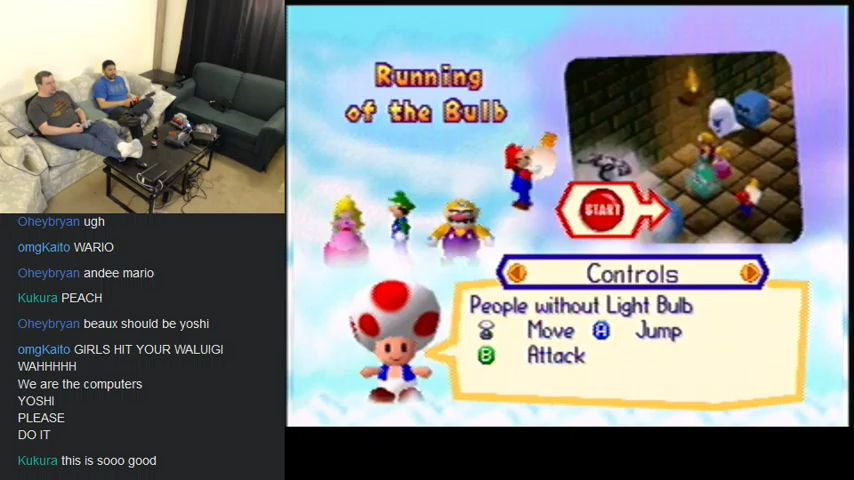 Oheybryan ugh
omgKaito WARIO
Oheybryan andee mario
Kukura PEACH
Oheybryan beaux should be yoshi
omgKaito GIRLS HIT YOUR WALUIGI
WAHHHHH
We are the computers
YOSHI
PLEASE
DO IT
Kukura this is sooo good
Running
of the Bulb
START
Controls
People without Light Bulb
Move A Jump
B Attack